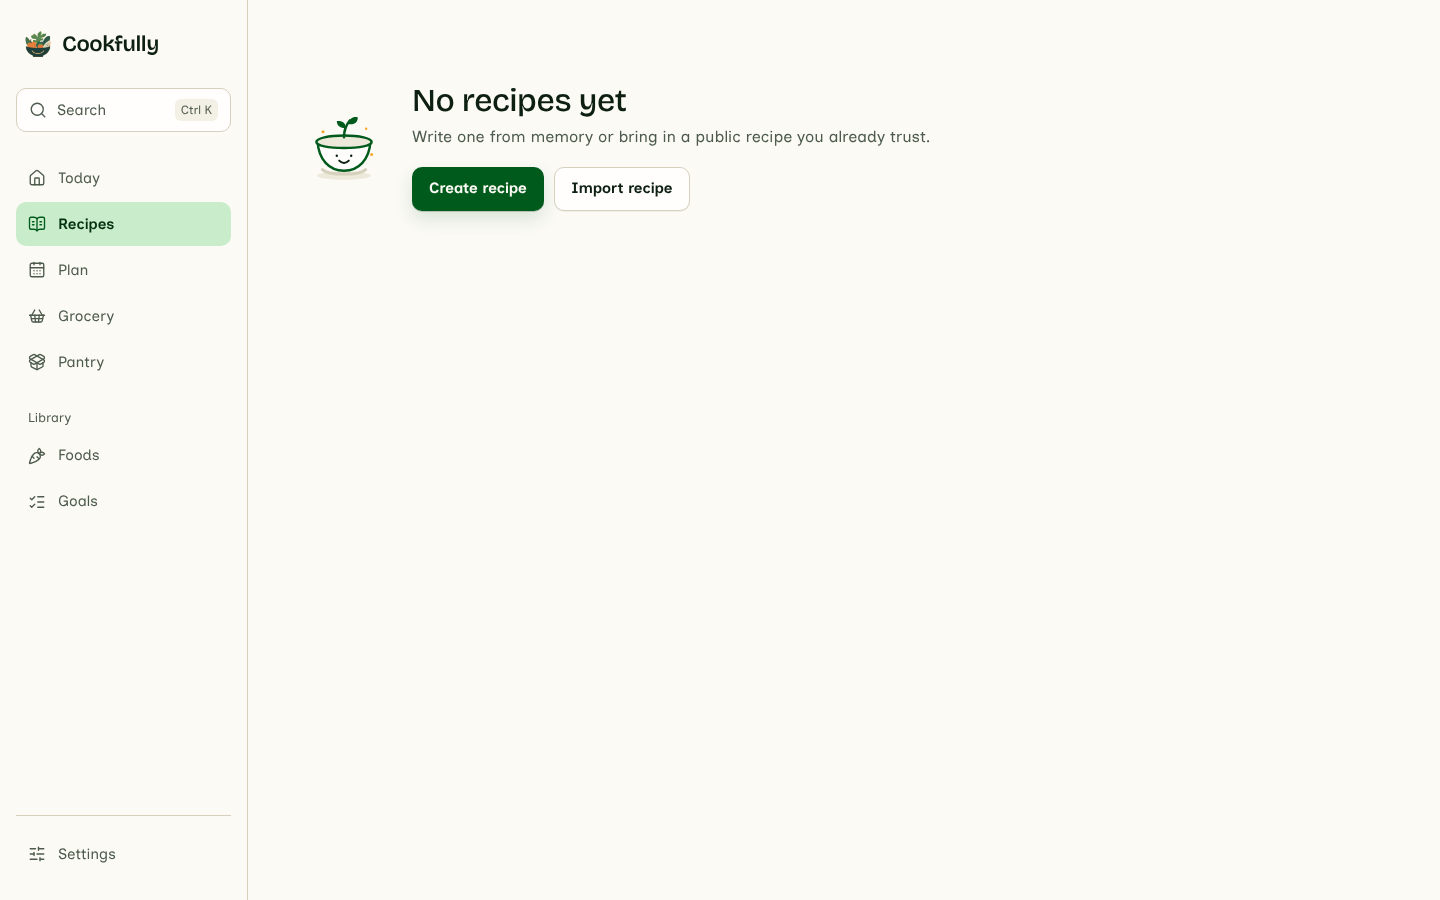 Cookfully
Search Ctrl K
Today
Recipes
Plan
Grocery
Pantry
Library
Foods
Goals
Settings
No recipes yet
Write one from memory or bring in a public recipe you already trust.
Create recipe Import recipe